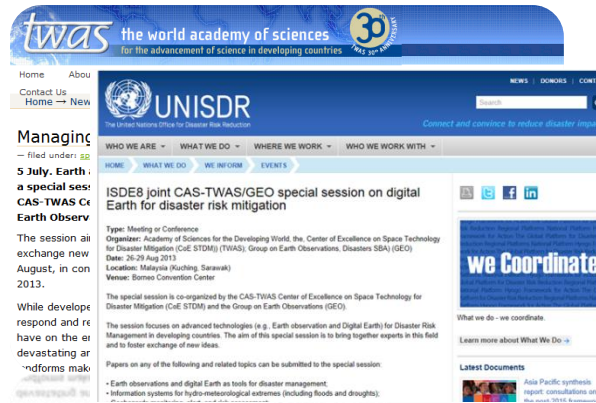 twas
the world academy of sciences
for the advancement of science in developing countries
30
TWAS 30th ANNIVERSARY
Home Abou
Contact Us
Home → New
Managing
— filed under: sp
5 July. Earth
a special sess
CAS-TWAS Ce
Earth Observ
The session air
exchange new
August, in con
2013.
While develope
respond and re
have on the en
devastating ar
ndforms mak
UNISDR
The United Nations Office for Disaster Risk Reduction
NEWS | DONORS | CONT
Search
Connect and convince to reduce disaster impa
WHO WE ARE WHAT WE DO WHERE WE WORK WHO WE WORK WITH
HOME WHAT WE DO WE INFORM EVENTS
ISDE8 joint CAS-TWAS/GEO special session on digital
Earth for disaster risk mitigation
Type: Meeting or Conference
Organizer: Academy of Sciences for the Developing World, the, Center of Excellence on Space Technology
for Disaster Mitigation (CoE STDM)) (TWAS); Group on Earth Observations, Disasters SBA) (GEO)
Date: 26-29 Aug 2013
Location: Malaysia (Kuching, Sarawak)
Venue: Borneo Convention Center
The special session is co-organized by the CAS-TWAS Center of Excellence on Space Technology for
Disaster Mitigation (CoE STDM) and the Group on Earth Observations (GEO).
The session focuses on advanced technologies (e.g., Earth observation and Digital Earth) for Disaster Risk
Management in developing countries. The aim of this special session is to bring together experts in this field
and to foster exchange of new ideas.
Papers on any of the following and related topics can be submitted to the special session:
• Earth observations and digital Earth as tools for disaster management;
• Information systems for hydro-meteorological extremes (including floods and droughts);
we Coordinate
What we do - we coordinate.
Learn more about What We Do
Latest Documents
Asia Pacific synthesis
report: consultations on
the post-2015 framework